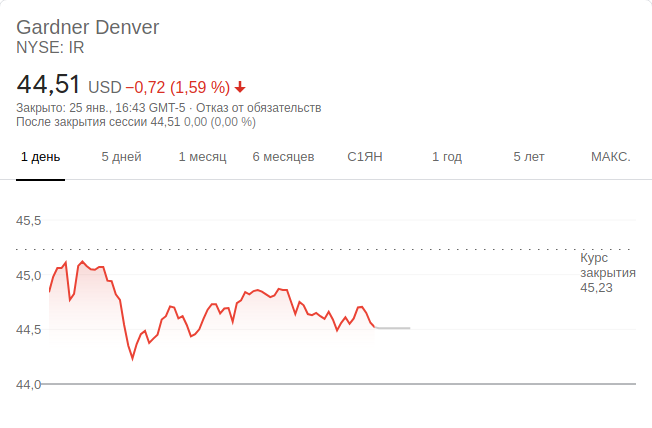 Gardner Denver
NYSE: IR
44,51 USD −0,72 (1,59 %)
Закрыто: 25 янв., 16:43 GMT-5 · Отказ от обязательств
После закрытия сессии 44,51 0,00 (0,00 %)
1 день 5 дней 1 месяц 6 месяцев С1ЯН 1 год 5 лет МАКС.
45,5
Курс
закрытия
45,23
45,0
44,5
44,0